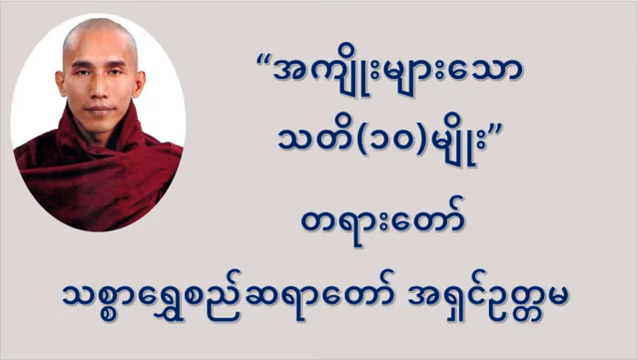 “အကျိုးများသော
သတိ(၁၀)မျိုး”
တရားတော်
သစ္စာရွှေစည်ဆရာတော် အရှင်ဥတ္တမ